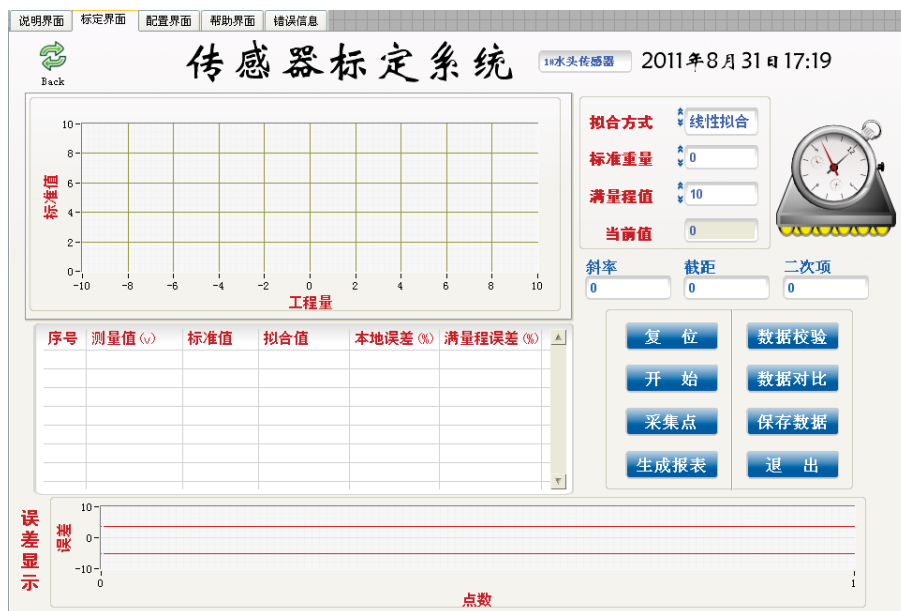 说明界面 标定界面 配置界面 帮助界面 错误信息
Back
传感器标定系统
1#水头传感器
2011年8月31日17:19
标准值
10
8
6
4
2
0
-10 -8 -6 -4 -2 0 2 4 6 8 10
工程量
拟合方式 线性拟合
标准重量 0
满量程值 10
当前值 0
斜率 截距 二次项
0 0 0
序号 测量值(v) 标准值 拟合值 本地误差(%) 满量程误差(%)
复 位 数据校验
开 始 数据对比
采集点 保存数据
生成报表 退 出
误差显示
误差
10
0
-10
0 1
点数